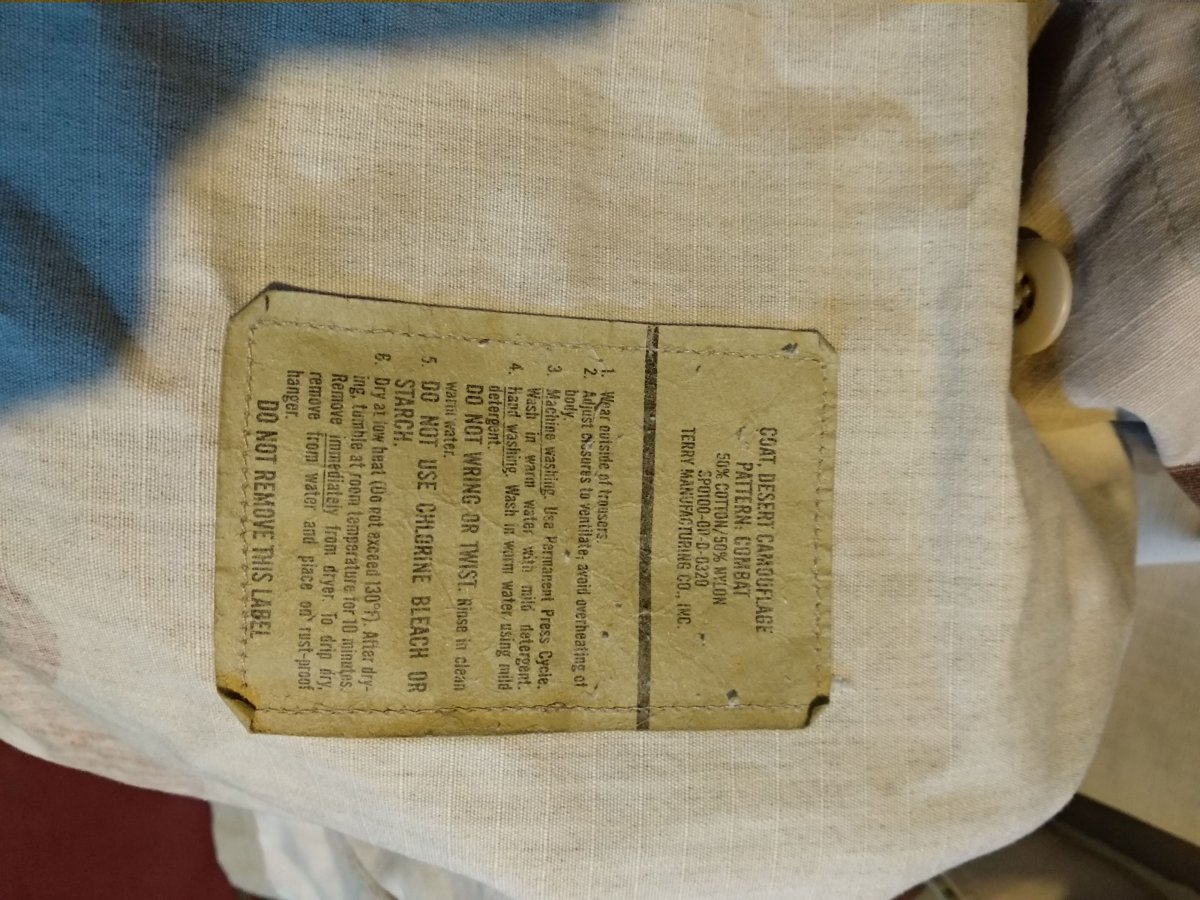 COAT, DESERT CAMOUFLAGE
PATTERN: COMBAT
50% COTTON/50% NYLON
SPO100-00-D-0320
TERRY MANUFACTURING CO., INC.
1. Wear outside of trousers.
2. Adjust closures to ventilate, avoid overheating of
body.
3. Machine washing. Use Permanent Press Cycle.
Wash in warm water with mild detergent.
4. hand washing. Wash in warm water using mild
detergent.
DO NOT WRING OR TWIST. Rinse in clean
warm water.
5. DO NOT USE CHLORINE BLEACH OR
STARCH.
6. Dry at low heat (Do not exceed 130°F). After dry-
ing, tumble at room temperature for 10 minutes.
Remove immediately from dryer. To drip dry,
remove from water and place on rust-proof
hanger.
DO NOT REMOVE THIS LABEL